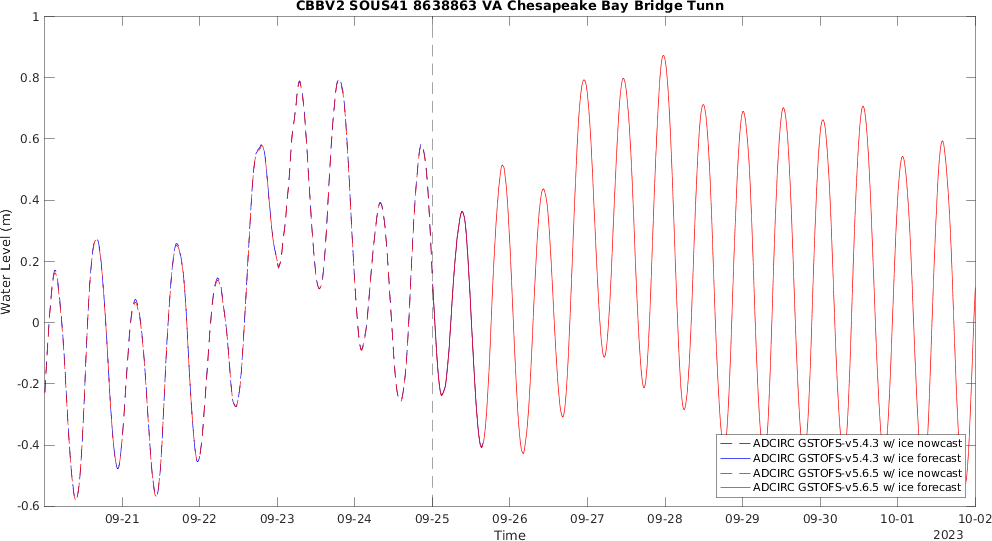 CBBV2 SOUS41 8638863 VA Chesapeake Bay Bridge Tunn
1
0.8
0.6
0.4
0.2
0
-0.2
-0.4
-0.6
Water Level (m)
ADCIRC GSTOFS-v5.4.3 w/ ice nowcast
ADCIRC GSTOFS-v5.4.3 w/ ice forecast
ADCIRC GSTOFS-v5.6.5 w/ ice nowcast
ADCIRC GSTOFS-v5.6.5 w/ ice forecast
09-21 09-22 09-23 09-24 09-25 09-26 09-27 09-28 09-29 09-30 10-01 10-02
Time
2023